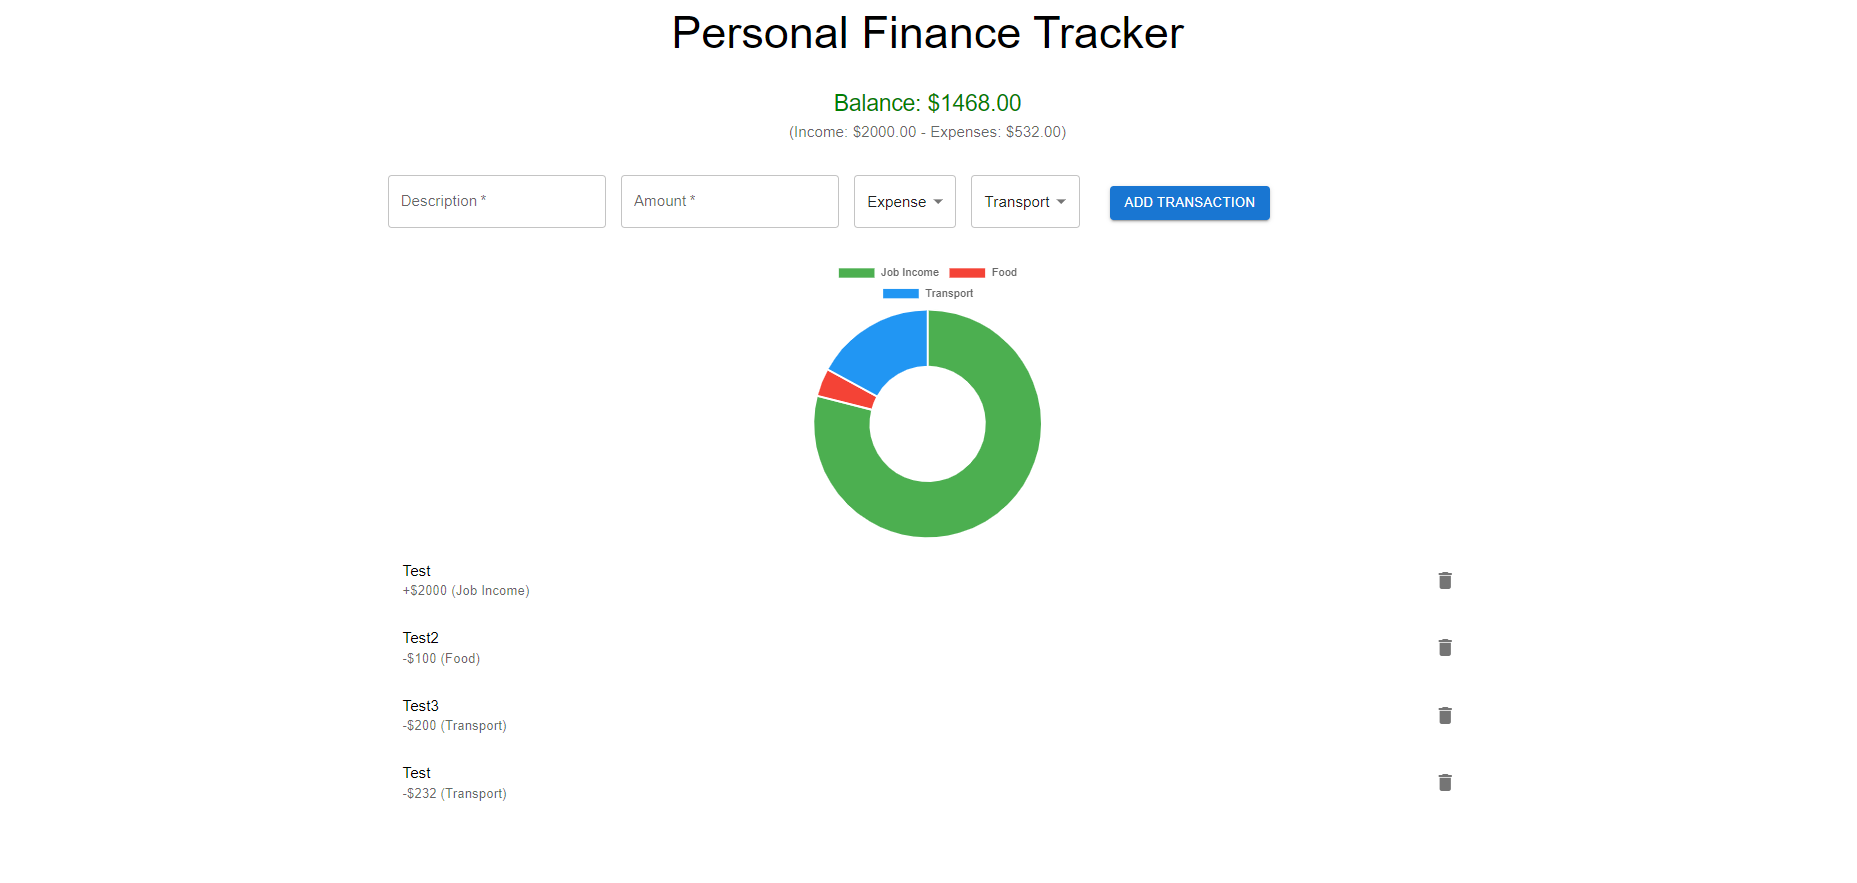 Personal Finance Tracker
Balance: $1468.00
(Income: $2000.00 - Expenses: $532.00)
Description * Amount * Expense Transport ADD TRANSACTION
Job Income Food
Transport
Test
+$2000 (Job Income)
Test2
-$100 (Food)
Test3
-$200 (Transport)
Test
-$232 (Transport)